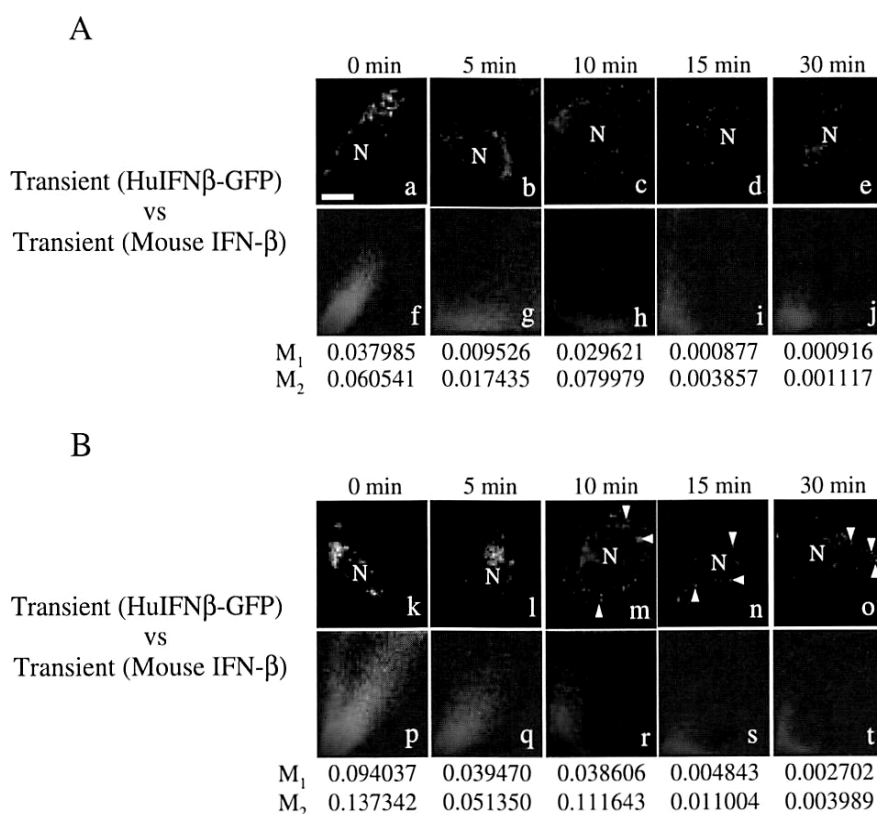 A
0 min 5 min 10 min 15 min 30 min
N N N N N
a b c d e
Transient (HuIFNβ-GFP)
vs
Transient (Mouse IFN-β)
f g h i j
M1 0.037985 0.009526 0.029621 0.000877 0.000916
M2 0.060541 0.017435 0.079979 0.003857 0.001117
B
0 min 5 min 10 min 15 min 30 min
N N N N N
k l m n o
Transient (HuIFNβ-GFP)
vs
Transient (Mouse IFN-β)
p q r s t
M1 0.094037 0.039470 0.038606 0.004843 0.002702
M2 0.137342 0.051350 0.111643 0.011004 0.003989